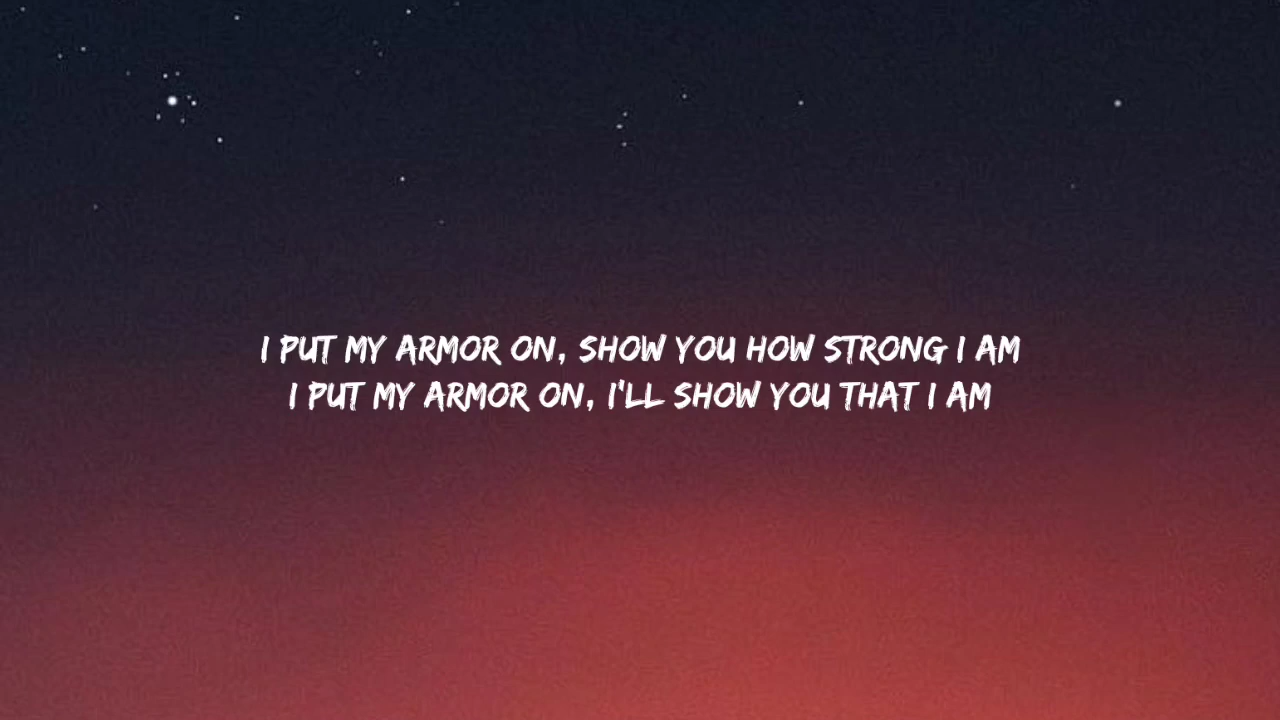 I PUT MY ARMOR ON, SHOW YOU HOW STRONG I AM
I PUT MY ARMOR ON, I'LL SHOW YOU THAT I AM